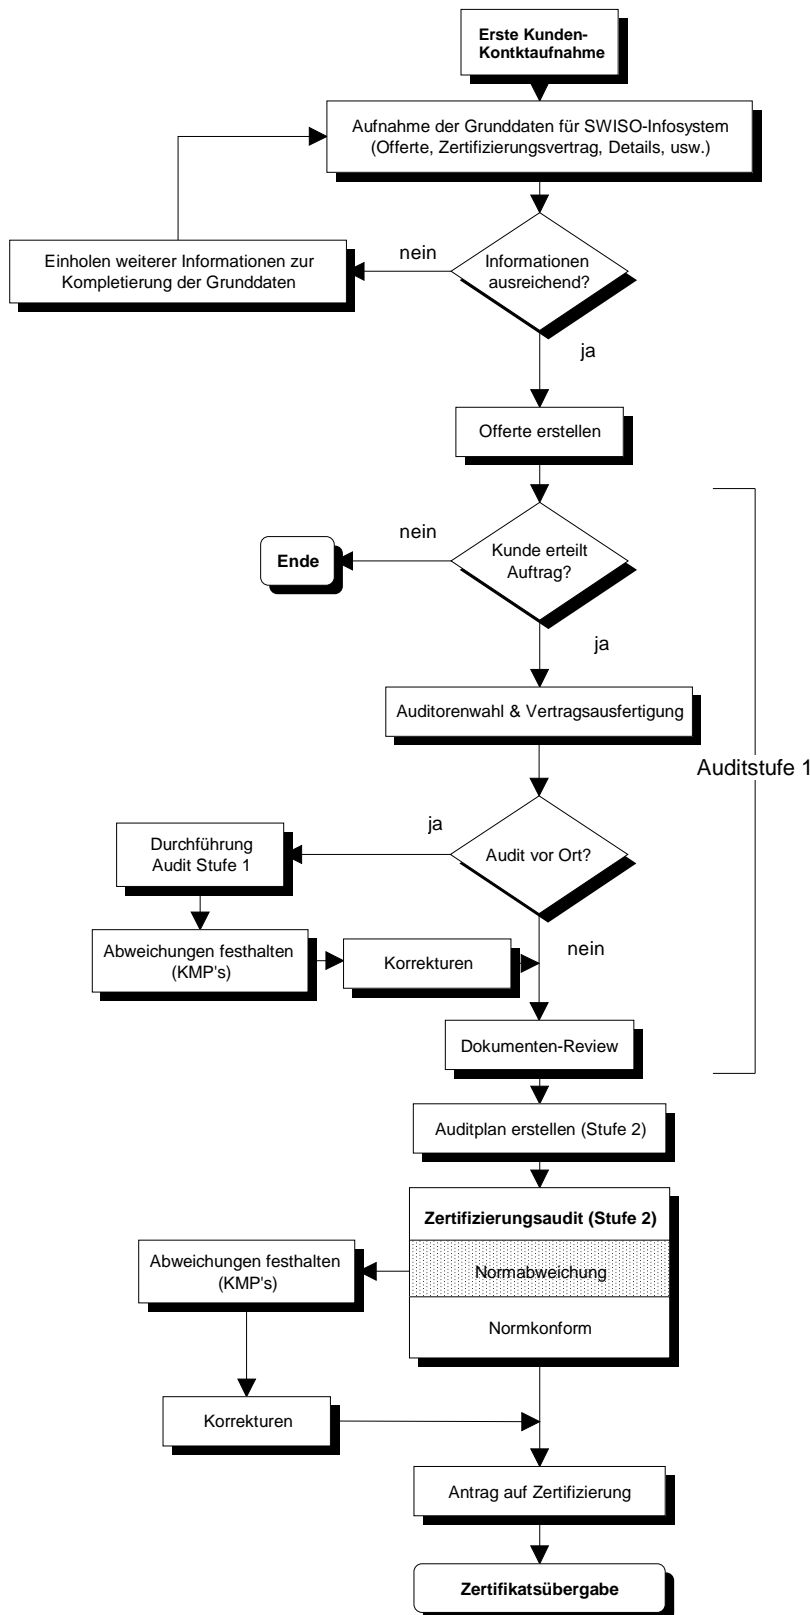 Erste Kunden-
Kontktaufnahme
Aufnahme der Grunddaten für SWISO-Infosystem
(Offerte, Zertifizierungsvertrag, Details, usw.)
nein
Einholen weiterer Informationen zur
Kompletierung der Grunddaten
Informationen
ausreichend?
ja
Offerte erstellen
nein
Ende
Kunde erteilt
Auftrag?
ja
Auditorenwahl & Vertragsausfertigung
Auditstufe 1
ja
Durchführung
Audit Stufe 1
Audit vor Ort?
nein
Abweichungen festhalten
(KMP's)
Korrekturen
Dokumenten-Review
Auditplan erstellen (Stufe 2)
Zertifizierungsaudit (Stufe 2)
Abweichungen festhalten
(KMP's)
Normabweichung
Normkonform
Korrekturen
Antrag auf Zertifizierung
Zertifikatsübergabe